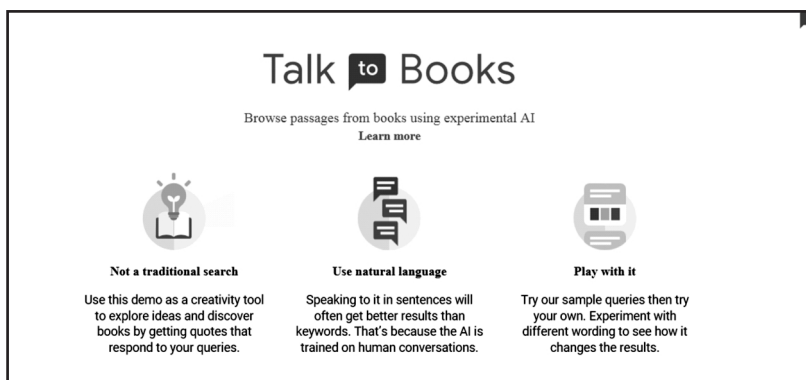 Talk to Books
Browse passages from books using experimental AI
Learn more
Not a traditional search
Use this demo as a creativity tool
to explore ideas and discover
books by getting quotes that
respond to your queries.
Use natural language
Speaking to it in sentences will
often get better results than
keywords. That's because the AI is
trained on human conversations.
Play with it
Try our sample queries then try
your own. Experiment with
different wording to see how it
changes the results.